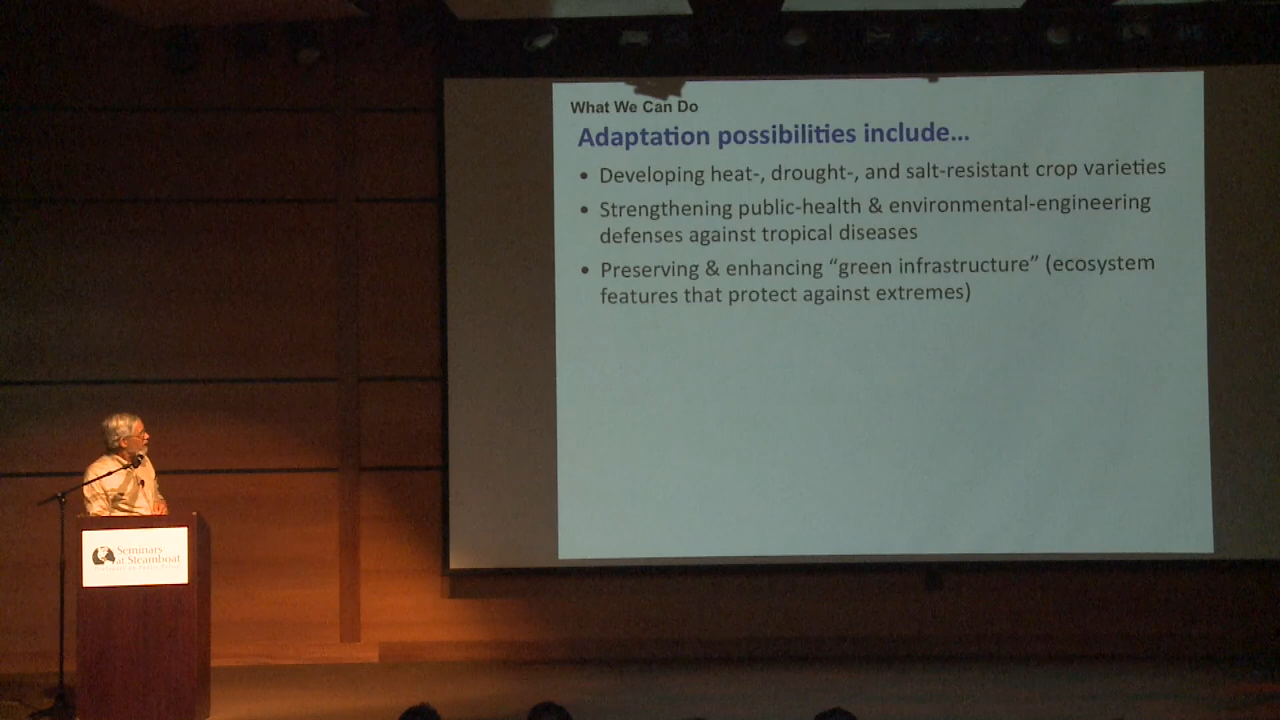 What We Can Do
Adaptation possibilities include...
• Developing heat-, drought-, and salt-resistant crop varieties
• Strengthening public-health & environmental-engineering
defenses against tropical diseases
• Preserving & enhancing “green infrastructure” (ecosystem
features that protect against extremes)
Seminars
at Steamboat